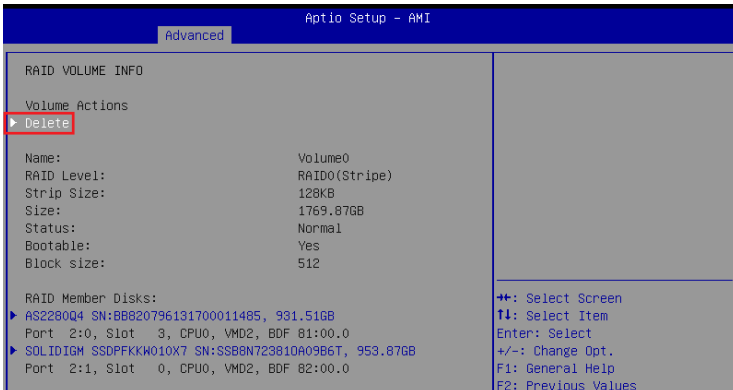 Aptio Setup - AMI
Advanced
RAID VOLUME INFO
Volume Actions
Delete
Name: Volume0
RAID Level: RAID0(Stripe)
Strip Size: 128KB
Size: 1769.87GB
Status: Normal
Bootable: Yes
Block size: 512
RAID Member Disks:
AS2280Q4 SN:BB820796131700011485, 931.51GB
Port 2:0, Slot 3, CPU0, VMD2, BDF 81:00.0
SOLIDIGM SSDPFKKW010X7 SN:SSB8N723810A09B6T, 953.87GB
Port 2:1, Slot 0, CPU0, VMD2, BDF 82:00.0
→←: Select Screen
↑↓: Select Item
Enter: Select
+/-: Change Opt.
F1: General Help
F2: Previous Values